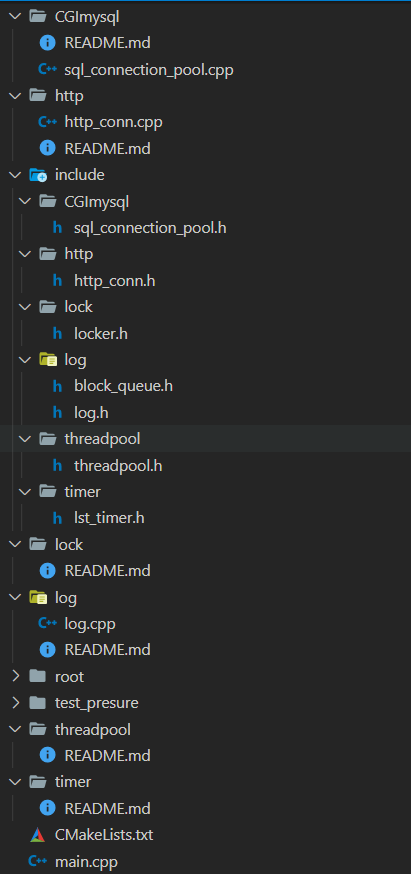 CGImysql
README.md
C++ sql_connection_pool.cpp
http
C++ http_conn.cpp
README.md
include
CGImysql
h sql_connection_pool.h
http
h http_conn.h
lock
h locker.h
log
h block_queue.h
h log.h
threadpool
h threadpool.h
timer
h lst_timer.h
lock
README.md
log
C++ log.cpp
README.md
root
test_presure
threadpool
README.md
timer
README.md
CMakeLists.txt
C++ main.cpp